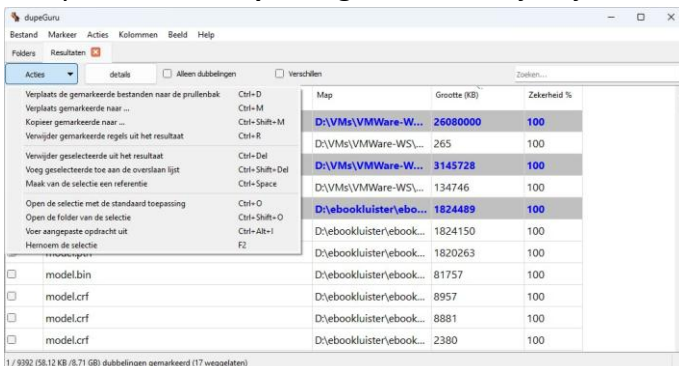 dupeGuru
Bestand Markeer Acties Kolommen Beeld Help
Folders Resultaten
Acties details Alleen dubbelingen Verschillen Zoeken...
Verplaats de gemarkeerde bestanden naar de prullenbak Ctrl+D
Verplaats gemarkeerde naar ... Ctrl+M
Kopieer gemarkeerde naar ... Ctrl+Shift+M
Verwijder gemarkeerde regels uit het resultaat Ctrl+R
Verwijder geselecteerde uit het resultaat Ctrl+Del
Voeg geselecteerde toe aan de overslaan lijst Ctrl+Shift+Del
Maak van de selectie een referentie Ctrl+Space
Open de selectie met de standaard toepassing Ctrl+O
Open de folder van de selectie Ctrl+Shift+O
Voer aangepaste opdracht uit Ctrl+Alt+I
Hernoem de selectie F2
Map Grootte (KB) Zekerheid %
D:\VMs\VMWare-W... 26080000 100
D:\VMs\VMWare-WS\... 265 100
D:\VMs\VMWare-W... 3145728 100
D:\VMs\VMWare-WS\... 134746 100
D:\ebookluister\ebo... 1824489 100
D:\ebookluister\ebook... 1824150 100
D:\ebookluister\ebook... 1820263 100
model.bin D:\ebookluister\ebook... 81757 100
model.crf D:\ebookluister\ebook... 8957 100
model.crf D:\ebookluister\ebook... 8881 100
model.crf D:\ebookluister\ebook... 2380 100
1 / 9392 (58.12 KB /8.71 GB) dubbelingen gemarkeerd (17 weggelaten)